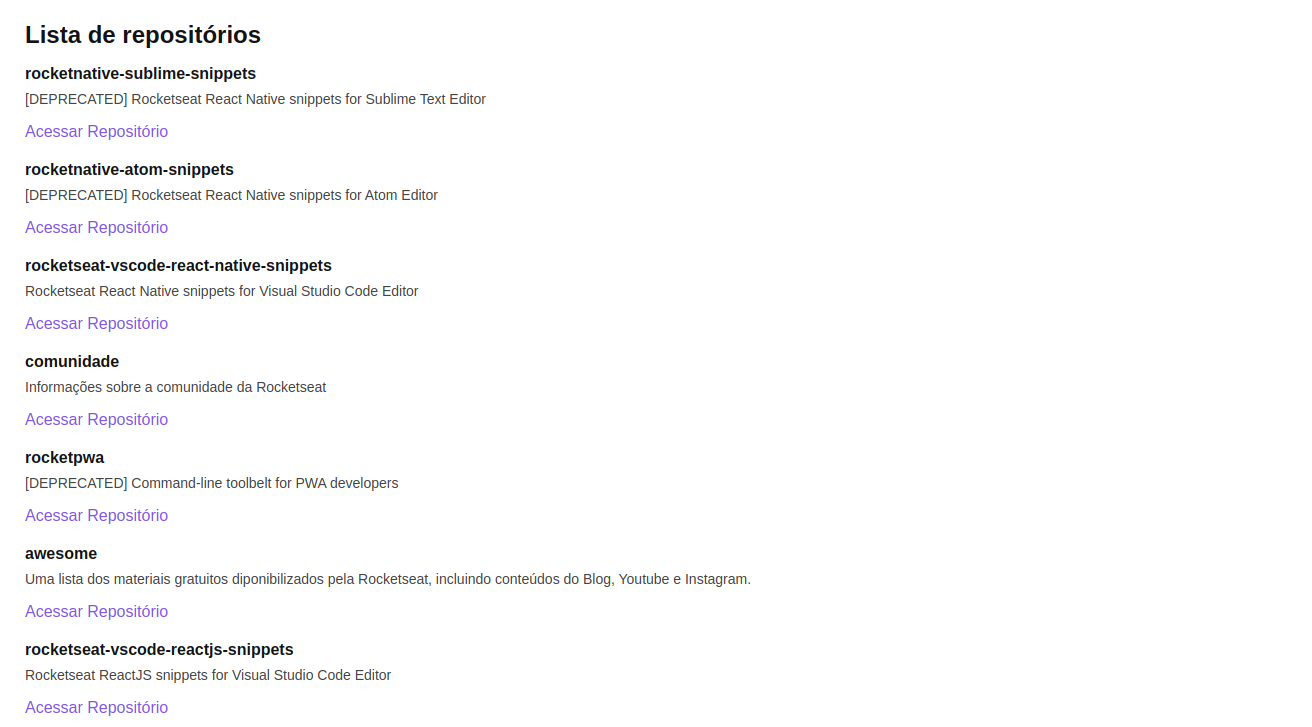 Lista de repositórios
rocketnative-sublime-snippets
[DEPRECATED] Rocketseat React Native snippets for Sublime Text Editor
Acessar Repositório
rocketnative-atom-snippets
[DEPRECATED] Rocketseat React Native snippets for Atom Editor
Acessar Repositório
rocketseat-vscode-react-native-snippets
Rocketseat React Native snippets for Visual Studio Code Editor
Acessar Repositório
comunidade
Informações sobre a comunidade da Rocketseat
Acessar Repositório
rocketpwa
[DEPRECATED] Command-line toolbelt for PWA developers
Acessar Repositório
awesome
Uma lista dos materiais gratuitos diponibilizados pela Rocketseat, incluindo conteúdos do Blog, Youtube e Instagram.
Acessar Repositório
rocketseat-vscode-reactjs-snippets
Rocketseat ReactJS snippets for Visual Studio Code Editor
Acessar Repositório